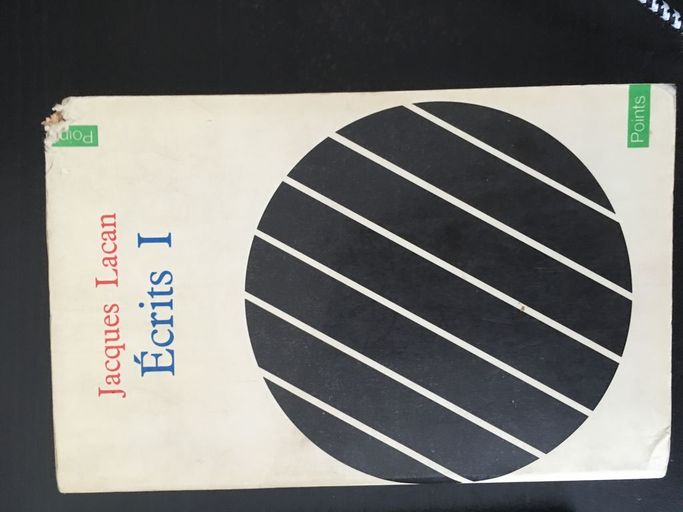 Jacques Lacan
Écrits I
Points